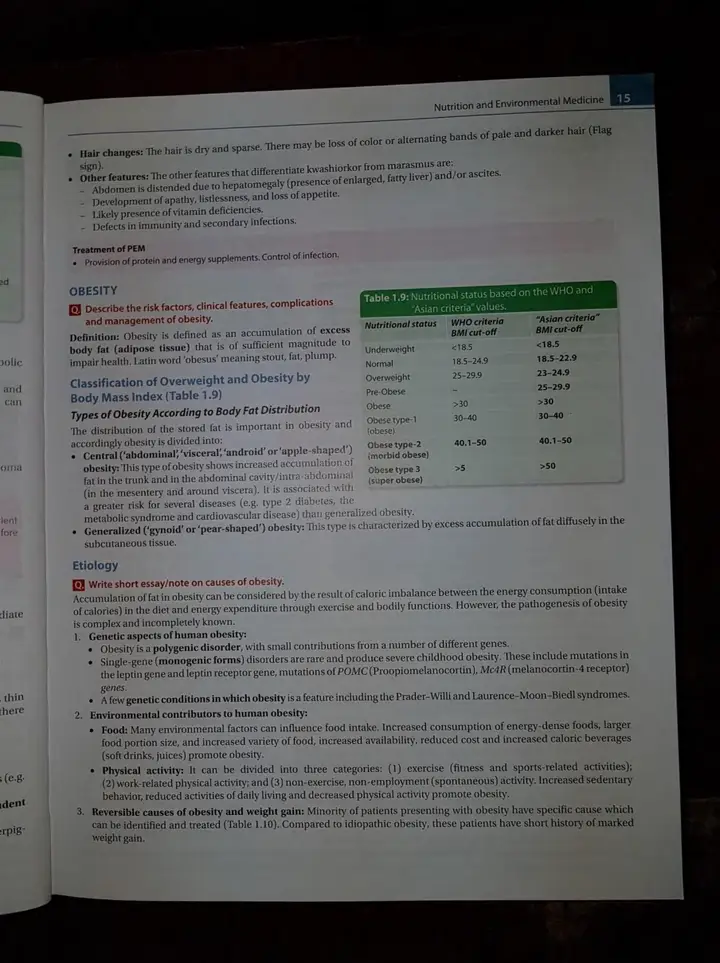 Nutrition and Environmental Medicine 15
• Hair changes: The hair is dry and sparse. There may be loss of color or alternating bands of pale and darker hair (Flag
sign).
• Other features: The other features that differentiate kwashiorkor from marasmus are:
– Abdomen is distended due to hepatomegaly (presence of enlarged, fatty liver) and/or ascites.
– Development of apathy, listlessness, and loss of appetite.
– Likely presence of vitamin deficiencies.
– Defects in immunity and secondary infections.
Treatment of PEM
• Provision of protein and energy supplements. Control of infection.
OBESITY
Q. Describe the risk factors, clinical features, complications
and management of obesity.
Definition: Obesity is defined as an accumulation of excess
body fat (adipose tissue) that is of sufficient magnitude to
impair health. Latin word 'obesus' meaning stout, fat, plump.
Classification of Overweight and Obesity by
Body Mass Index (Table 1.9)
Types of Obesity According to Body Fat Distribution
The distribution of the stored fat is important in obesity and
accordingly obesity is divided into:
• Central ('abdominal', 'visceral', 'android' or 'apple-shaped')
obesity: This type of obesity shows increased accumulation of
fat in the trunk and in the abdominal cavity/intra-abdominal
(in the mesentery and around viscera). It is associated with
a greater risk for several diseases (e.g. type 2 diabetes, the
metabolic syndrome and cardiovascular disease) than generalized obesity.
• Generalized ('gynoid' or 'pear-shaped') obesity: This type is characterized by excess accumulation of fat diffusely in the
subcutaneous tissue.
Table 1.9: Nutritional status based on the WHO and
"Asian criteria" values.
Nutritional status WHO criteria BMI cut-off "Asian criteria" BMI cut-off
Underweight <18.5 <18.5
Normal 18.5–24.9 18.5–22.9
Overweight 25–29.9 23–24.9
Pre-Obese – 25–29.9
Obese >30 >30
Obese type-1 (obese) 30–40 30–40
Obese type-2 (morbid obese) 40.1–50 40.1–50
Obese type 3 (super obese) >5 >50
Etiology
Q. Write short essay/note on causes of obesity.
Accumulation of fat in obesity can be considered by the result of caloric imbalance between the energy consumption (intake
of calories) in the diet and energy expenditure through exercise and bodily functions. However, the pathogenesis of obesity
is complex and incompletely known.
1. Genetic aspects of human obesity:
• Obesity is a polygenic disorder, with small contributions from a number of different genes.
• Single-gene (monogenic forms) disorders are rare and produce severe childhood obesity. These include mutations in
the leptin gene and leptin receptor gene, mutations of POMC (Proopiomelanocortin), Mc4R (melanocortin-4 receptor)
genes.
• A few genetic conditions in which obesity is a feature including the Prader–Willi and Laurence–Moon–Biedl syndromes.
2. Environmental contributors to human obesity:
• Food: Many environmental factors can influence food intake. Increased consumption of energy-dense foods, larger
food portion size, and increased variety of food, increased availability, reduced cost and increased caloric beverages
(soft drinks, juices) promote obesity.
• Physical activity: It can be divided into three categories: (1) exercise (fitness and sports-related activities);
(2) work-related physical activity; and (3) non-exercise, non-employment (spontaneous) activity. Increased sedentary
behavior, reduced activities of daily living and decreased physical activity promote obesity.
3. Reversible causes of obesity and weight gain: Minority of patients presenting with obesity have specific cause which
can be identified and treated (Table 1.10). Compared to idiopathic obesity, these patients have short history of marked
weight gain.